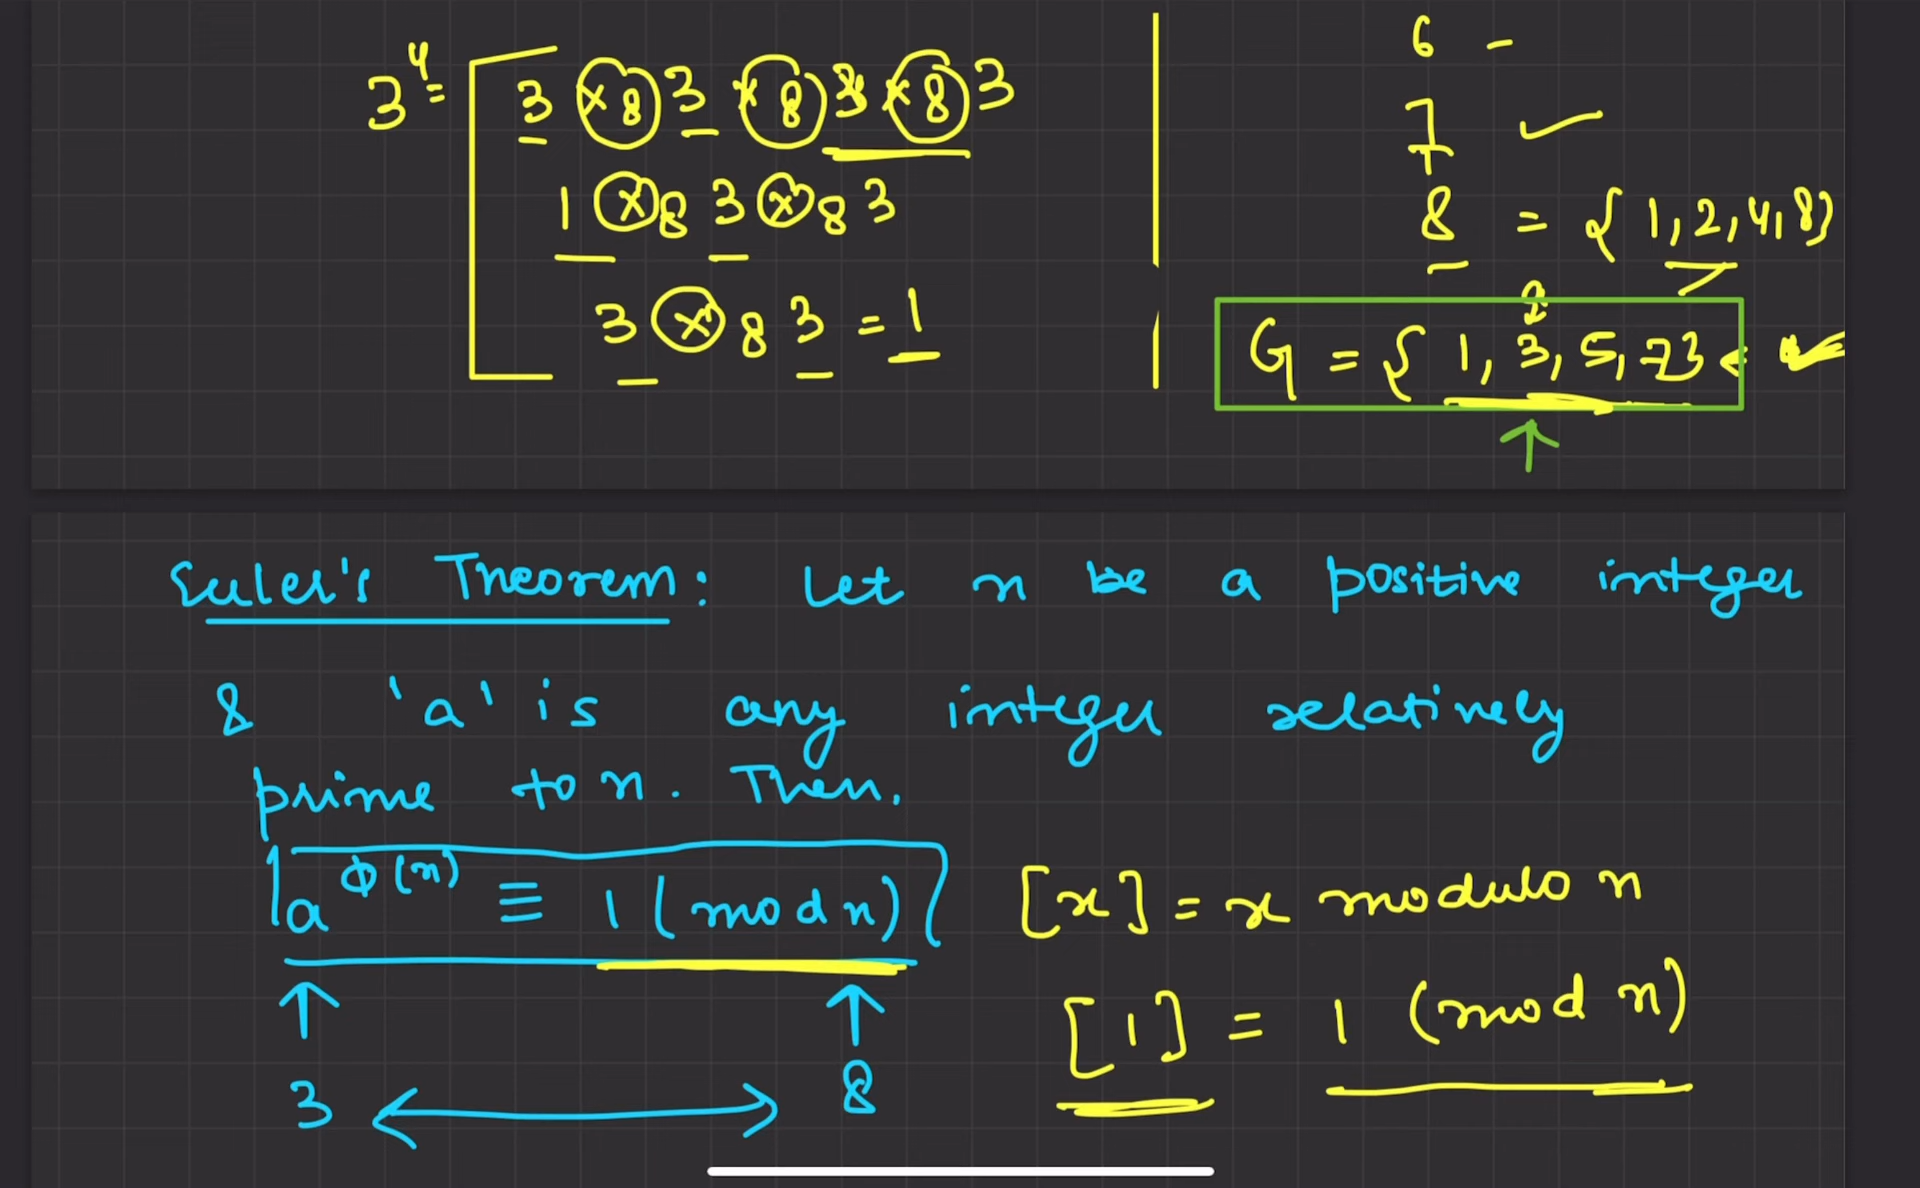 3⁴ = 3 ×₈ 3 ×₈ 3 ×₈ 3
1 ×₈ 3 ×₈ 3
3 ×₈ 3 = 1
6 -
7 ✓
8 = {1, 2, 4, 8}
G = {1, 3, 5, 7}
Euler's Theorem: Let n be a positive integer
& 'a' is any integer relatively
prime to n. Then,
a^ϕ(n) ≡ 1 (mod n)
[x] = x modulo n
[1] = 1 (mod n)
3 ⟷ 8